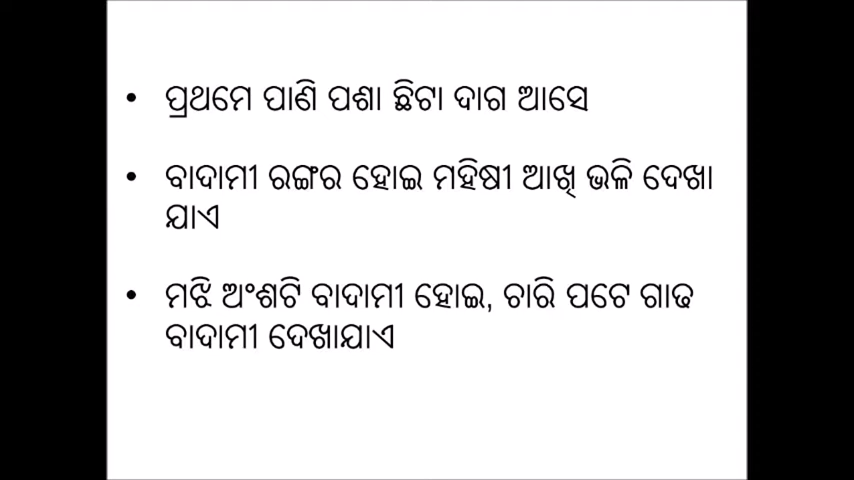 • ପ୍ରଥମେ ପାଣି ପଶା ଛିଟା ଦାଗ ଆସେ
• ବାଦାମୀ ରଙ୍ଗର ହୋଇ ମହିଷୀ ଆଖି ଭଳି ଦେଖା
ଯାଏ
• ମଝି ଅଂଶଟି ବାଦାମୀ ହୋଇ, ଚାରି ପଟେ ଗାଢ
ବାଦାମୀ ଦେଖାଯାଏ